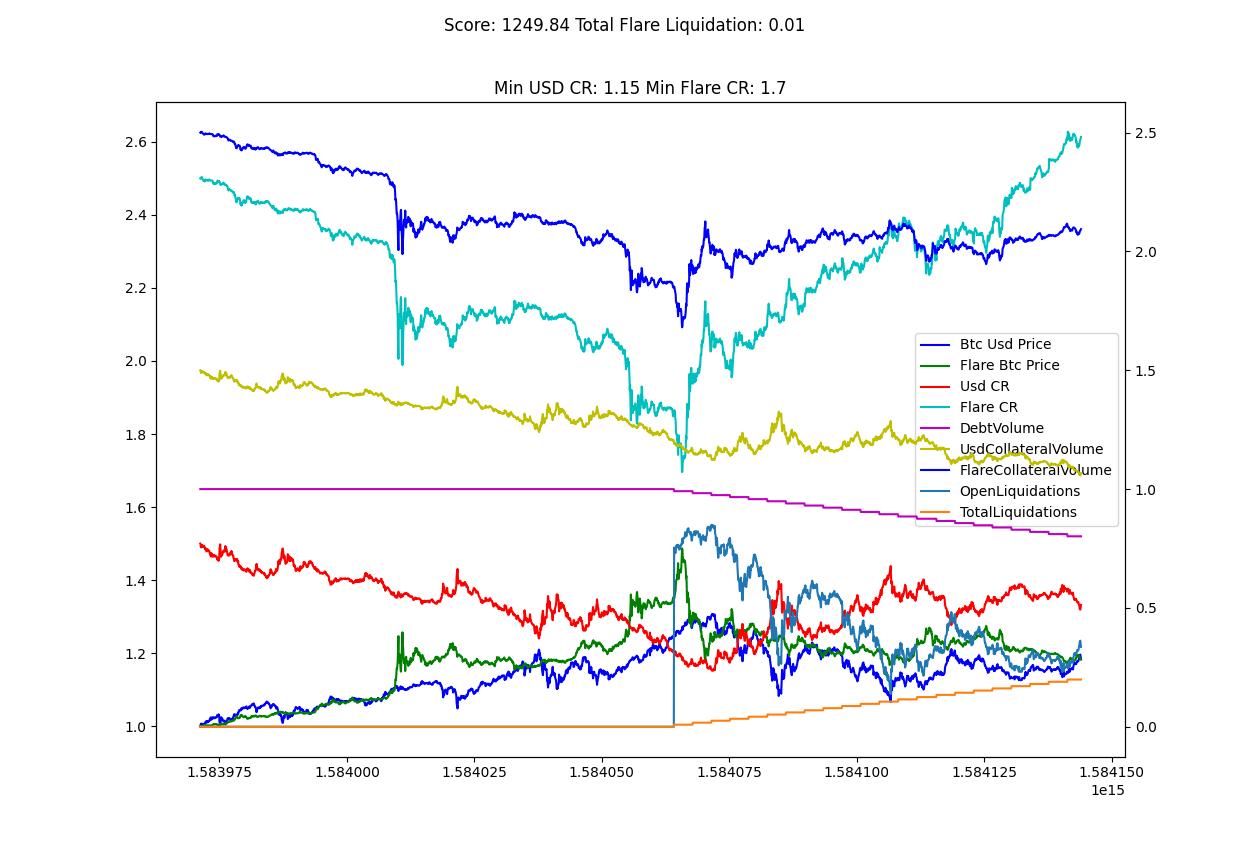 Score: 1249.84 Total Flare Liquidation: 0.01
Min USD CR: 1.15 Min Flare CR: 1.7
2.6
2.4
2.2
2.0
1.8
1.6
1.4
1.2
1.0
2.5
2.0
1.5
1.0
0.5
0.0
Btc Usd Price
Flare Btc Price
Usd CR
Flare CR
DebtVolume
UsdCollateralVolume
FlareCollateralVolume
OpenLiquidations
TotalLiquidations
1.583975 1.584000 1.584025 1.584050 1.584075 1.584100 1.584125 1.584150
1e15